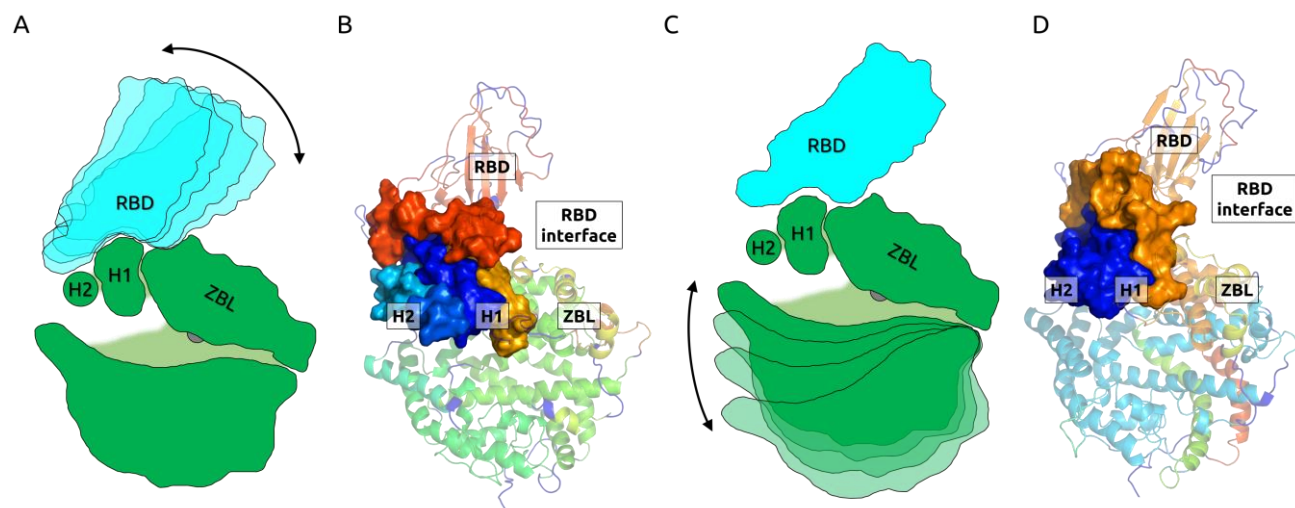 A
B
C
D
RBD
H2
H1
ZBL
RBD
RBD
interface
H2
H1
ZBL
RBD
H2
H1
ZBL
RBD
RBD
interface
H2
H1
ZBL